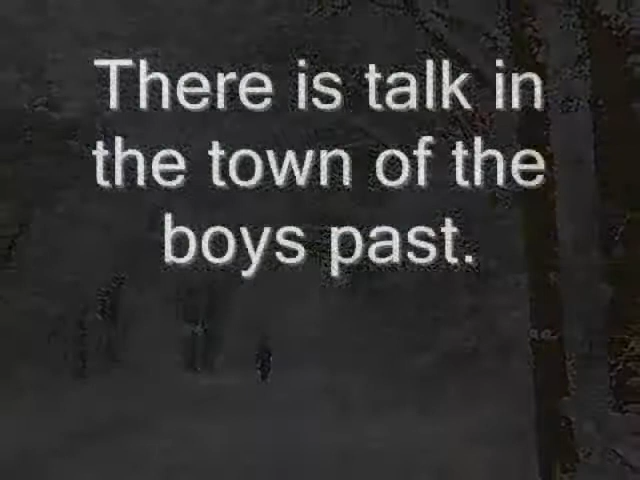 There is talk in
the town of the
boys past.